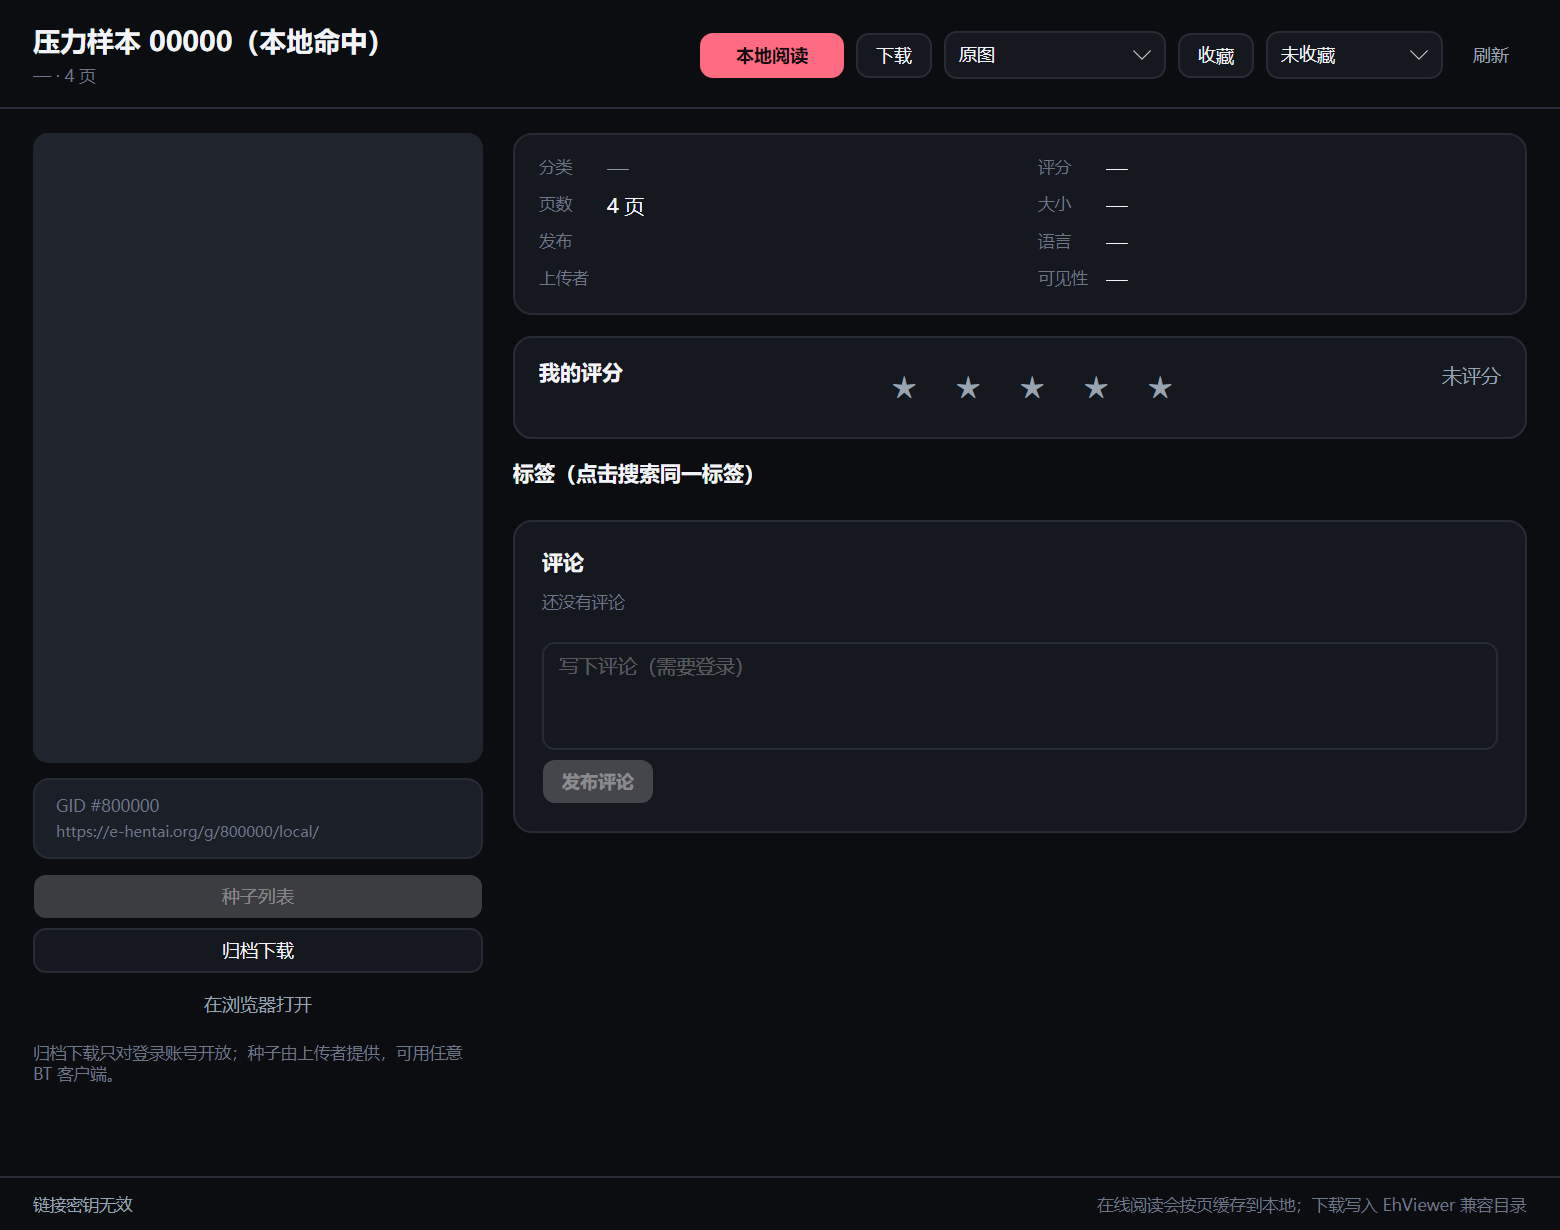 压力样本 00000（本地命中）
— · 4 页
本地阅读
下载
原图
收藏
未收藏
刷新
分类 —
评分 —
页数 4 页
大小 —
发布
语言 —
上传者
可见性 —
我的评分
★ ★ ★ ★ ★
未评分
标签（点击搜索同一标签）
评论
还没有评论
写下评论（需要登录）
发布评论
GID #800000
https://e-hentai.org/g/800000/local/
种子列表
归档下载
在浏览器打开
归档下载只对登录账号开放；种子由上传者提供，可用任意
BT 客户端。
链接密钥无效
在线阅读会按页缓存到本地；下载写入 EhViewer 兼容目录